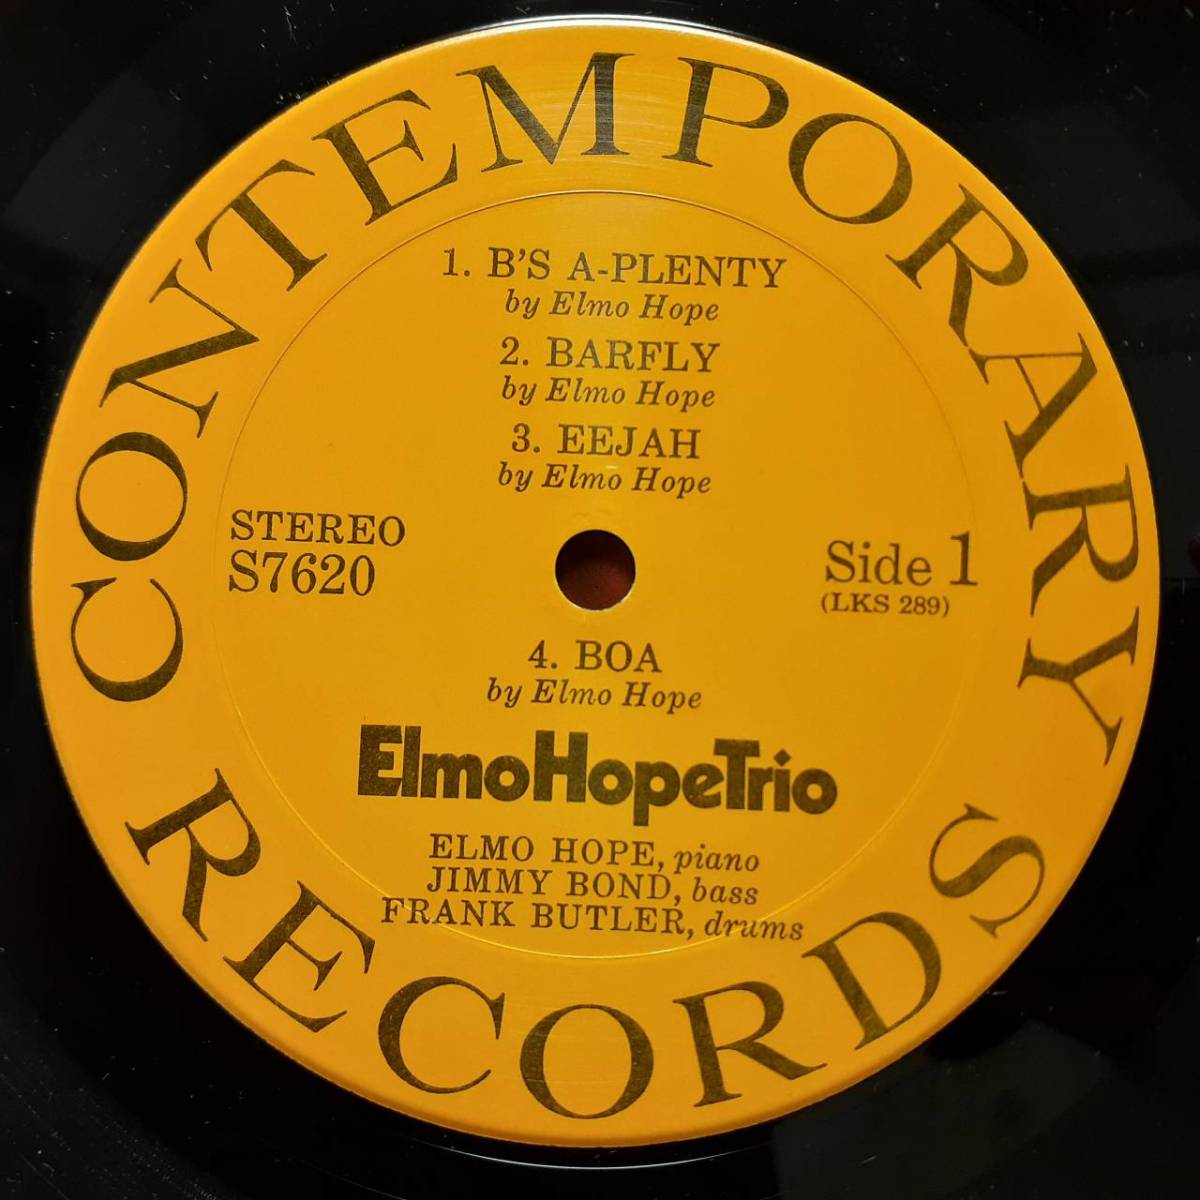 CONTEMPORARY RECORDS
1. B'S A-PLENTY
by Elmo Hope
2. BARFLY
by Elmo Hope
3. EEJAH
by Elmo Hope
STEREO
S7620
Side 1
(LKS 289)
4. BOA
by Elmo Hope
ElmoHopeTrio
ELMO HOPE, piano
JIMMY BOND, bass
FRANK BUTLER, drums